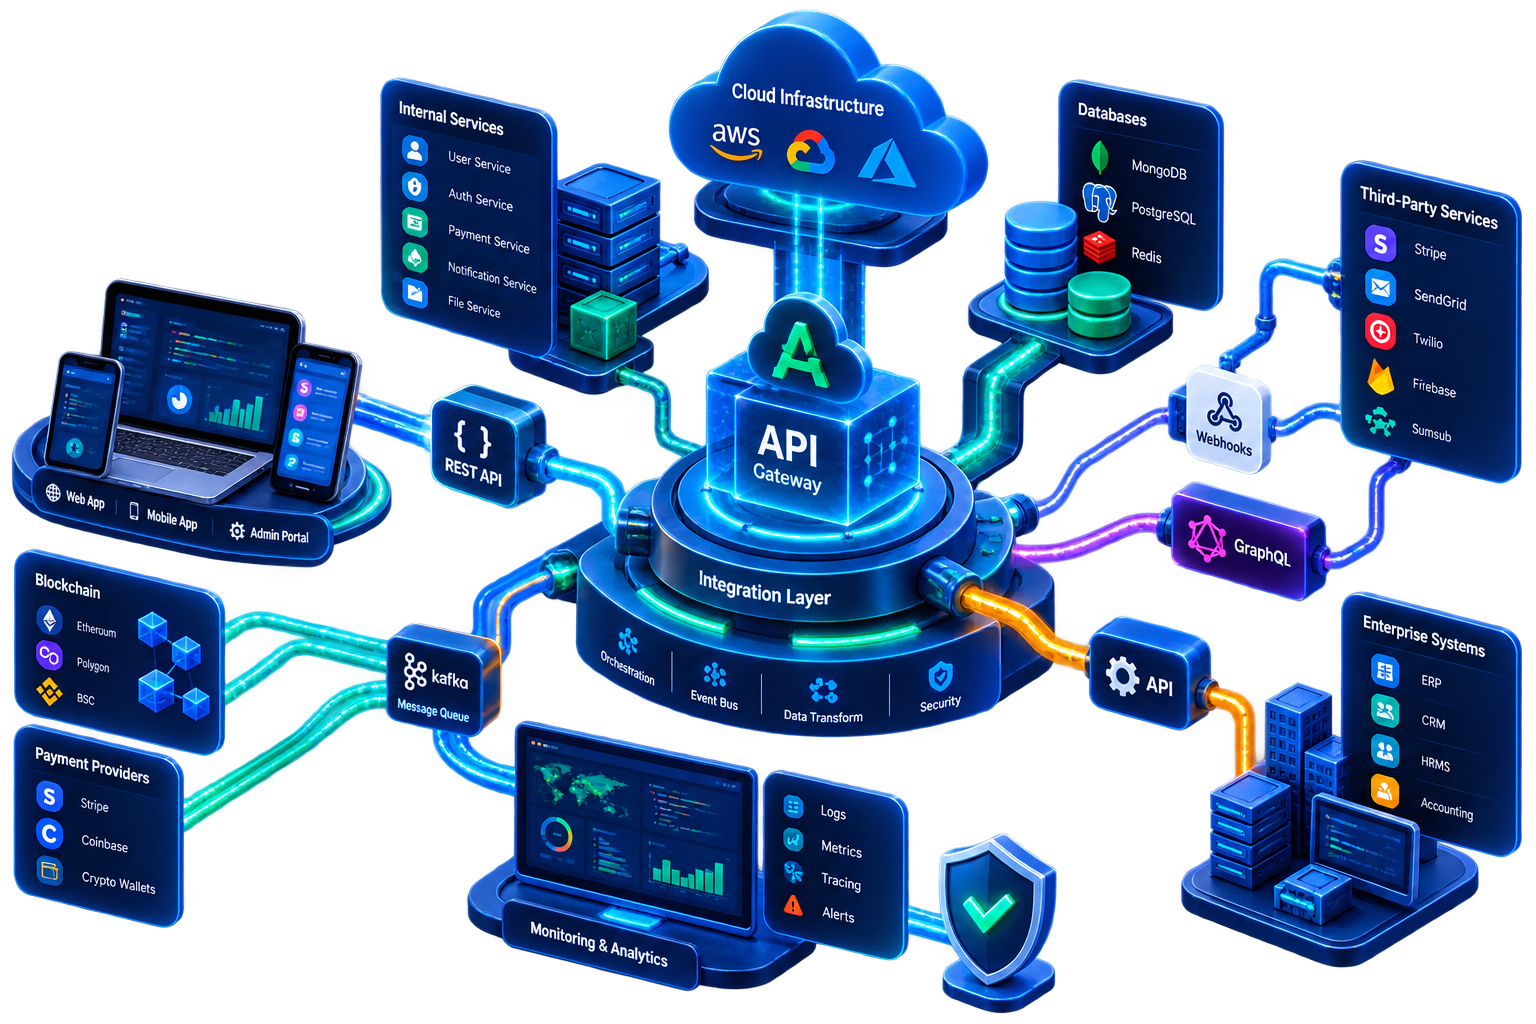 Cloud Infrastructure
aws
Internal Services
User Service
Auth Service
Payment Service
Notification Service
File Service
Databases
MongoDB
PostgreSQL
Redis
Third-Party Services
S Stripe
SendGrid
Twilio
Firebase
Sumsub
Web App
Mobile App
Admin Portal
{ }
REST API
A
API
Gateway
Webhooks
GraphQL
Integration Layer
Orchestration
Event Bus
Data Transform
Security
Blockchain
Ethereum
Polygon
BSC
kafka
Message Queue
Payment Providers
S Stripe
C Coinbase
Crypto Wallets
API
Enterprise Systems
ERP
CRM
HRMS
Accounting
Logs
Metrics
Tracing
Alerts
Monitoring & Analytics